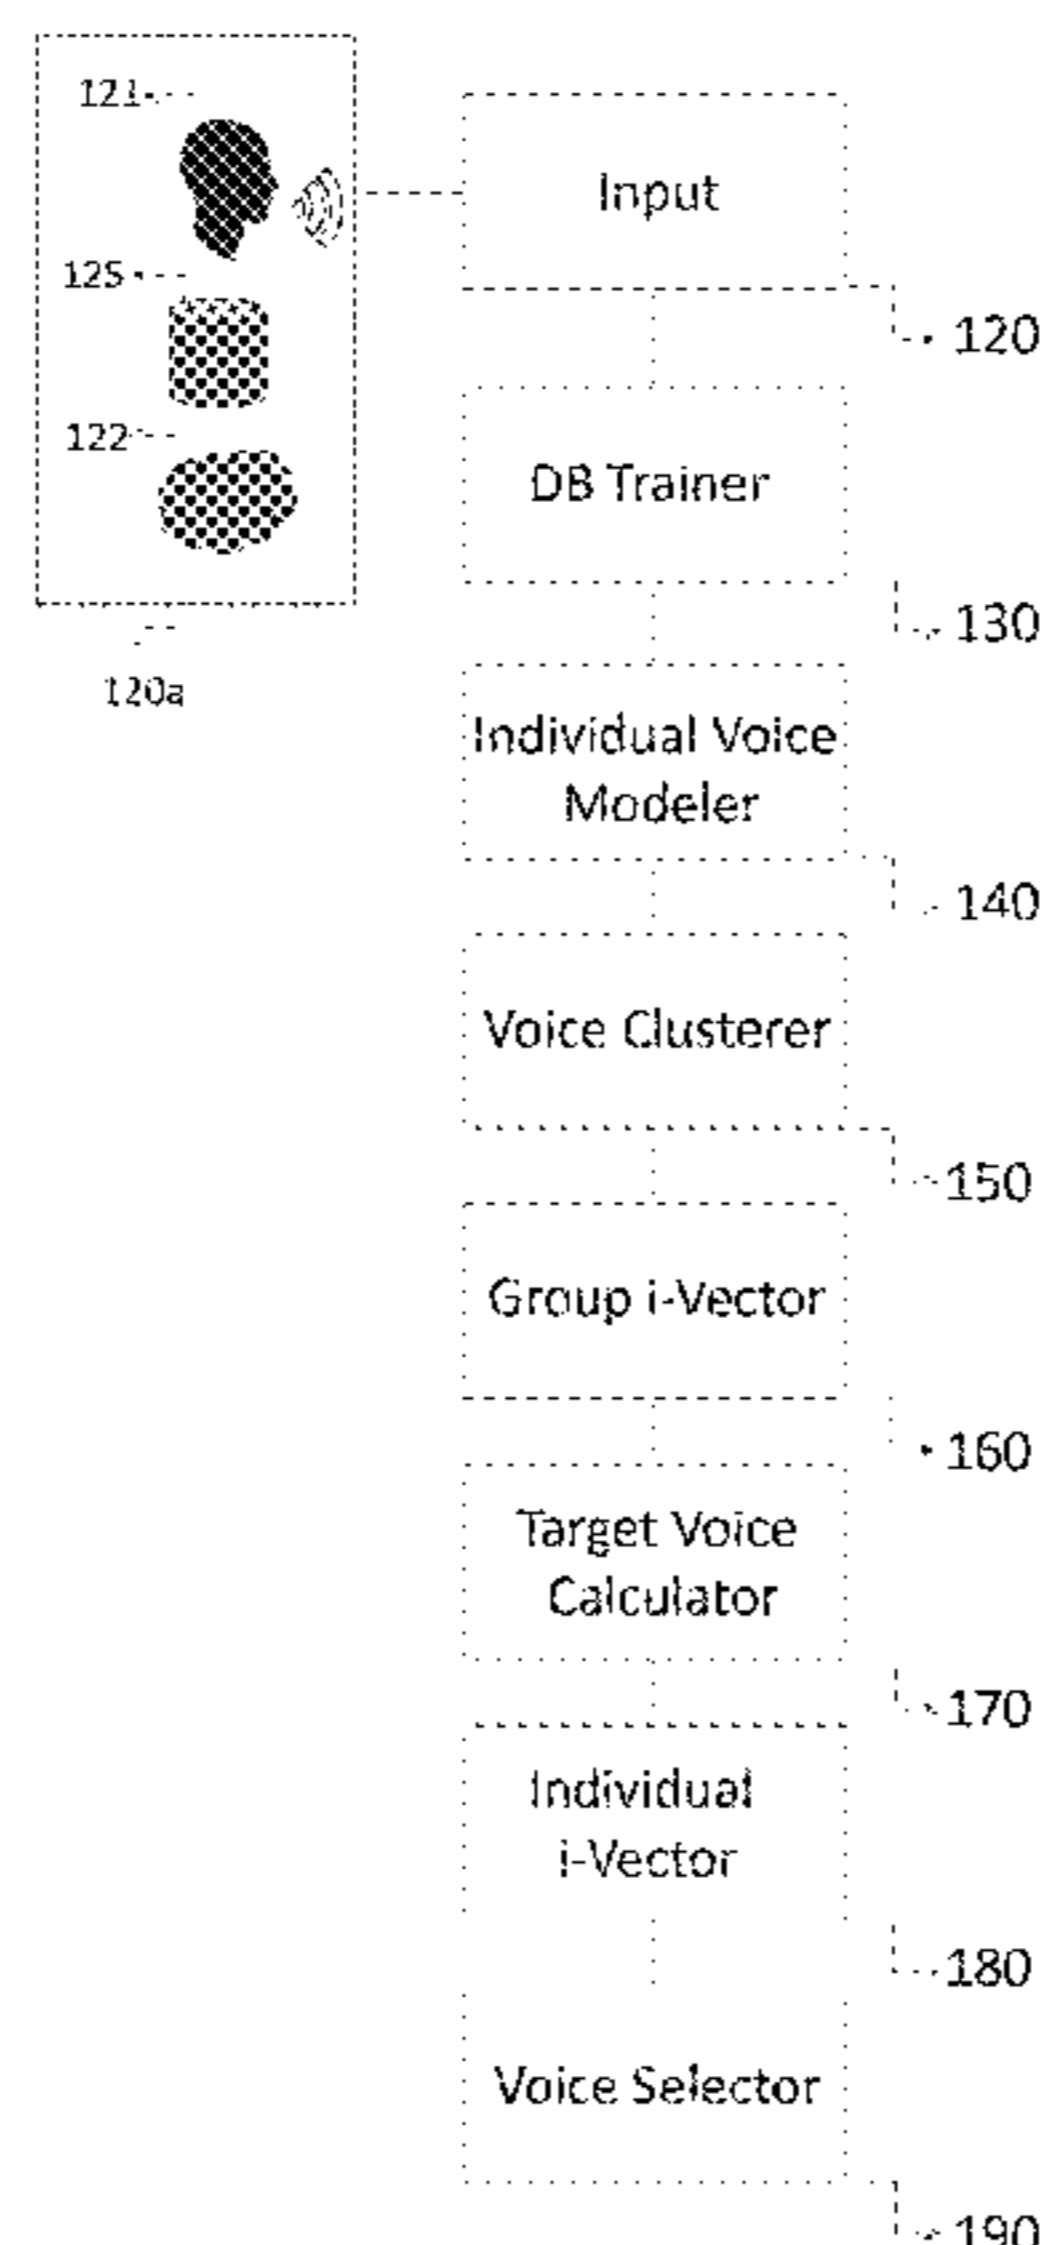 121
Input
125
120
122
DB Trainer
130
120a
Individual Voice
Modeler
140
Voice Clusterer
150
Group i-Vector
160
Target Voice
Calculator
170
Individual
i-Vector
180
Voice Selector
190